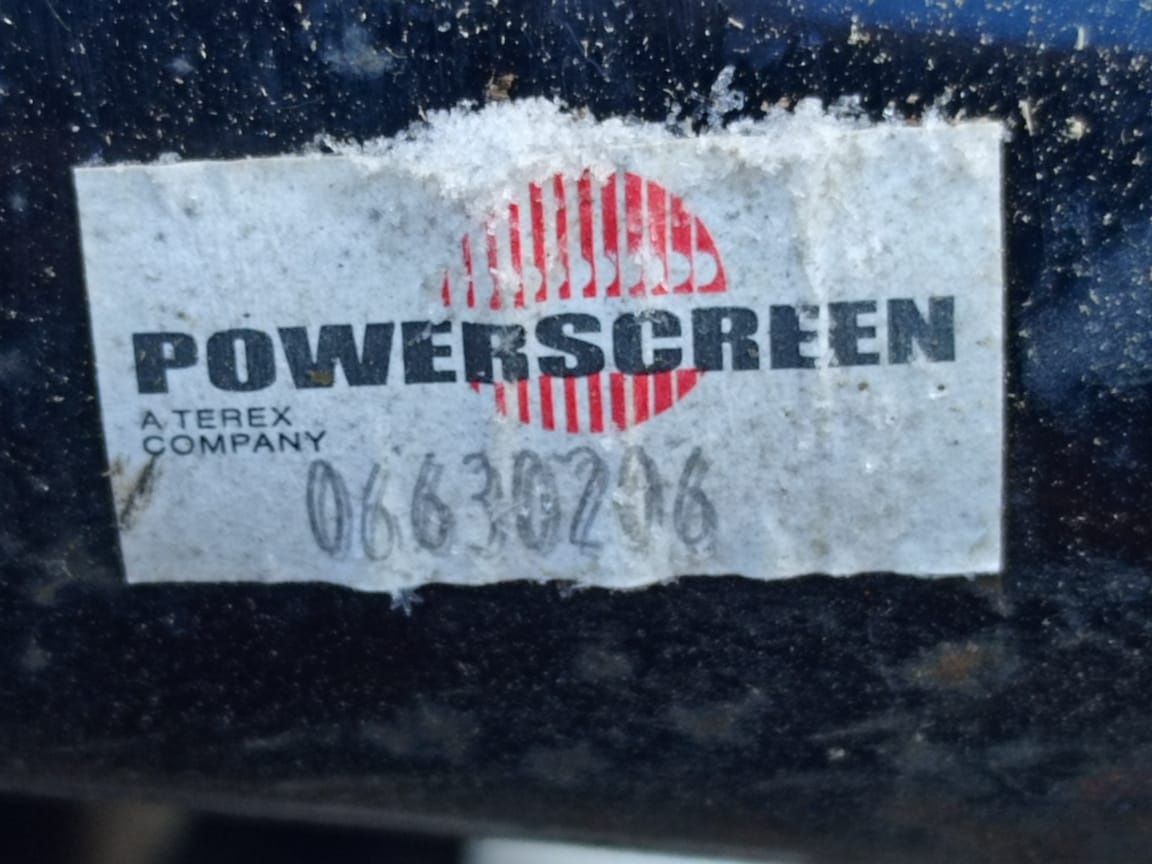 POWERSCREEN
A TEREX
COMPANY
06630206